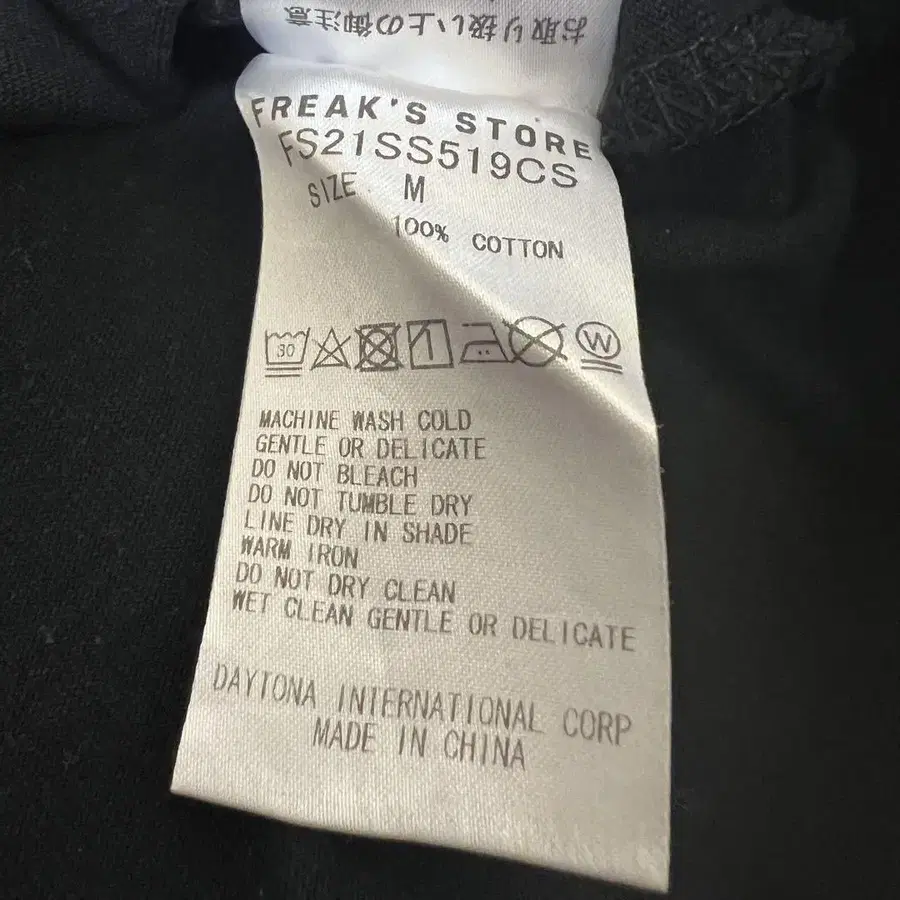 お取り扱い上の御注意
FREAK'S STORE
FS21SS519CS
SIZE M
100% COTTON
30 W
MACHINE WASH COLD
GENTLE OR DELICATE
DO NOT BLEACH
DO NOT TUMBLE DRY
LINE DRY IN SHADE
WARM IRON
DO NOT DRY CLEAN
WET CLEAN GENTLE OR DELICATE
DAYTONA INTERNATIONAL CORP
MADE IN CHINA